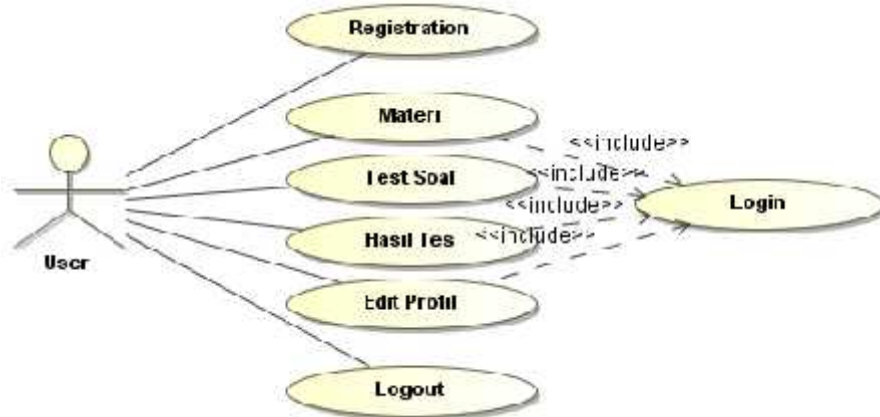 Registration
Materi
<<include>>
Test Soal
<<include>>
<<include>>
Login
Hasil Tes
<<include>>
User
Edit Profil
Logout